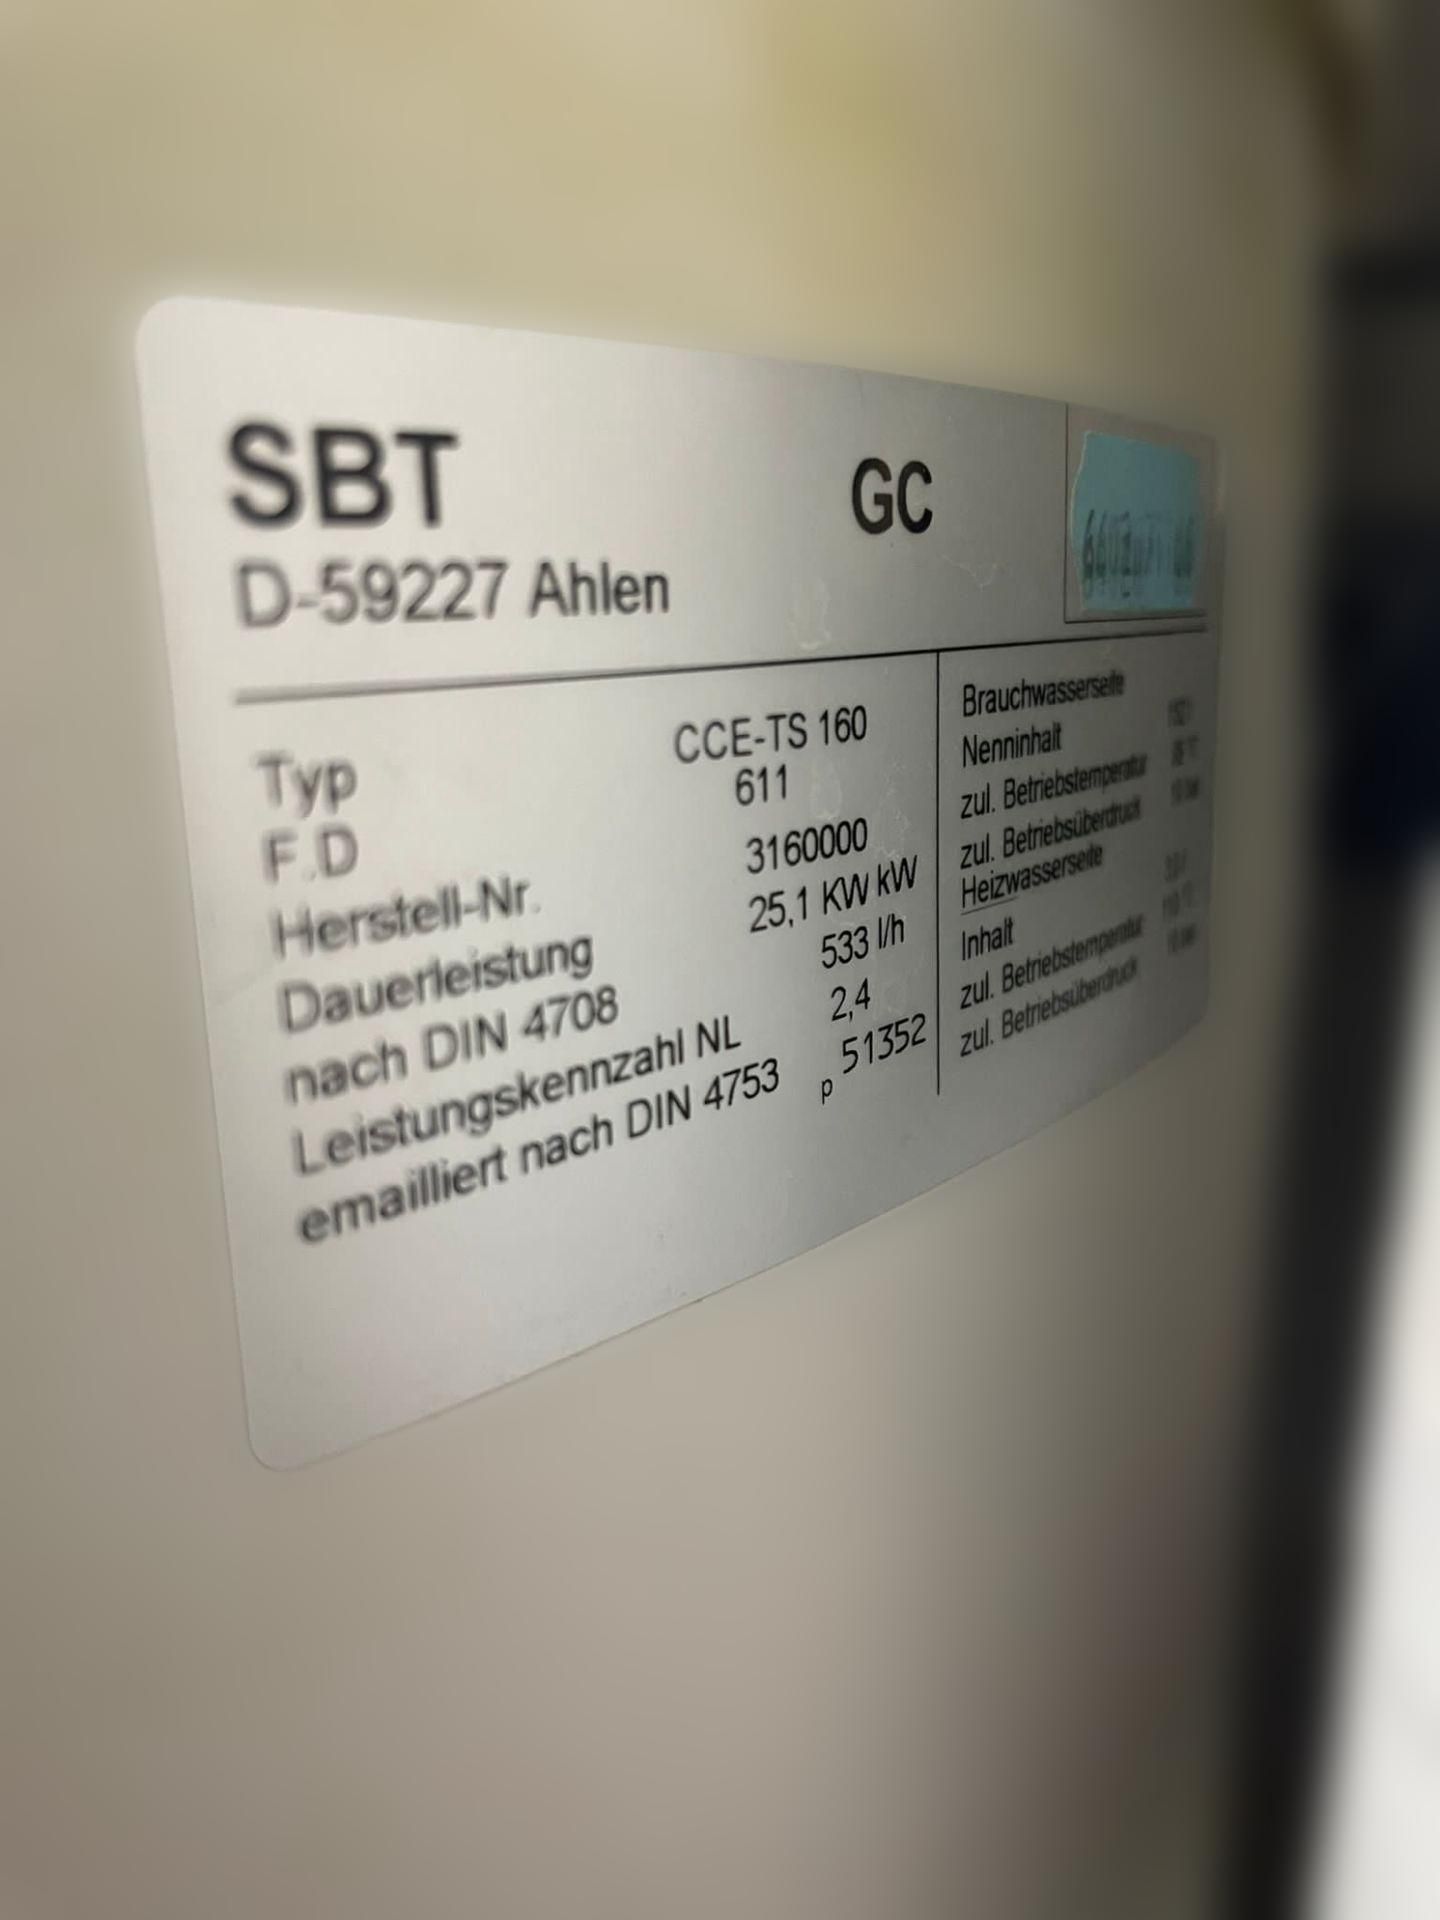 SBT
GC
D-59227 Ahlen
Typ CCE-TS 160
F.D 611
Herstell-Nr. 3160000
Dauerleistung 25,1 KW kW
nach DIN 4708 533 l/h
Leistungskennzahl NL 2,4
emailliert nach DIN 4753 p 51352
Brauchwasserseite
Nenninhalt
zul. Betriebstemperatur
zul. Betriebsüberdruck
Heizwasserseite
Inhalt
zul. Betriebstemperatur
zul. Betriebsüberdruck